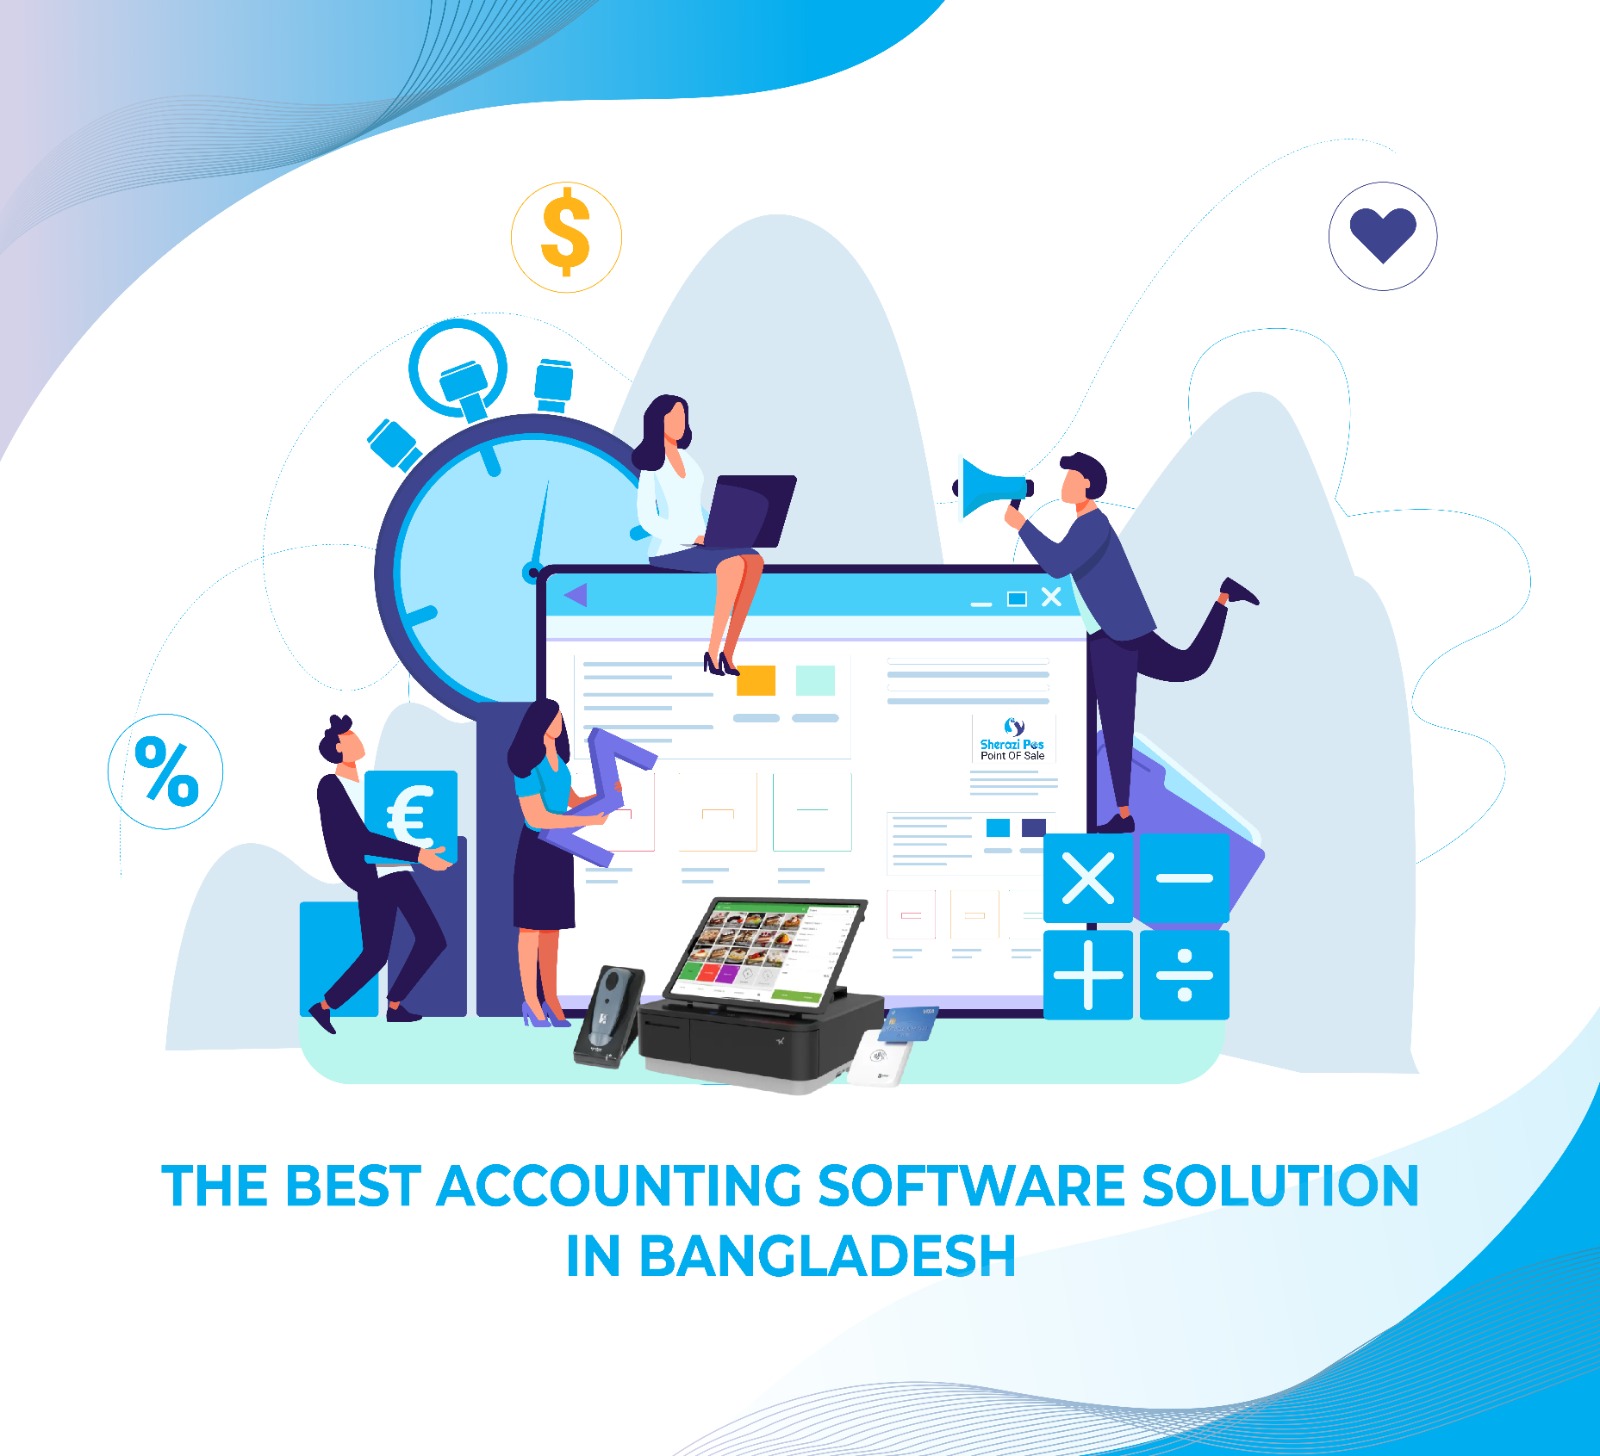 $
%
€
Sherazi Pos
Point OF Sale
× −
+ ÷
THE BEST ACCOUNTING SOFTWARE SOLUTION
IN BANGLADESH